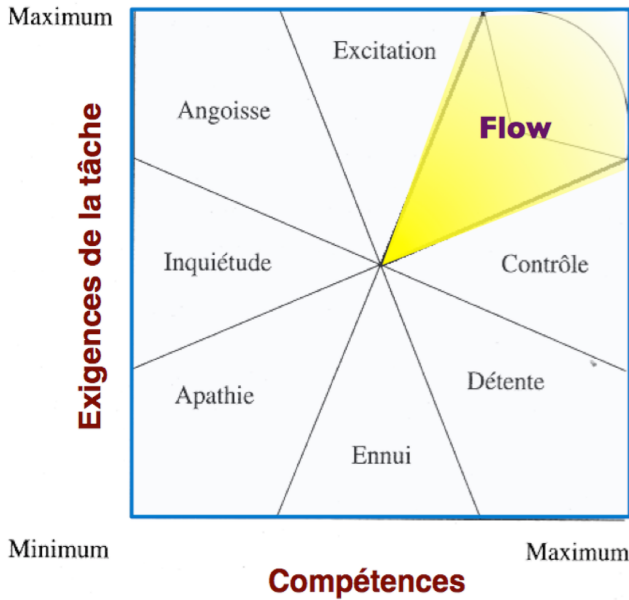 Maximum
Excitation
Angoisse
Flow
Exigences de la tâche
Inquiétude
Contrôle
Apathie
Détente
Ennui
Minimum
Maximum
Compétences